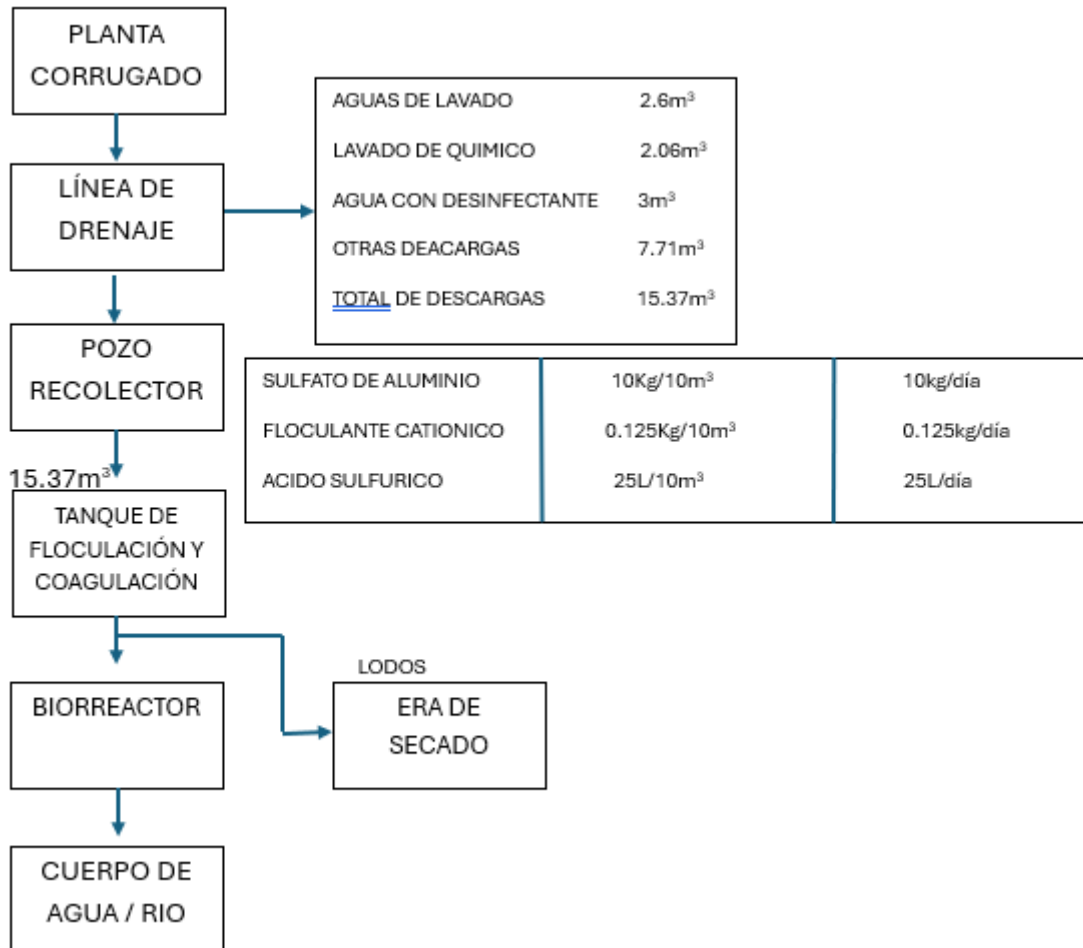 PLANTA
CORRUGADO
AGUAS DE LAVADO 2.6m³
LAVADO DE QUIMICO 2.06m³
AGUA CON DESINFECTANTE 3m³
OTRAS DEACARGAS 7.71m³
TOTAL DE DESCARGAS 15.37m³
LÍNEA DE
DRENAJE
POZO
RECOLECTOR
SULFATO DE ALUMINIO 10Kg/10m³ 10kg/día
FLOCULANTE CATIONICO 0.125Kg/10m³ 0.125kg/día
ACIDO SULFURICO 25L/10m³ 25L/día
15.37m³
TANQUE DE
FLOCULACIÓN Y
COAGULACIÓN
LODOS
BIORREACTOR
ERA DE
SECADO
CUERPO DE
AGUA / RIO